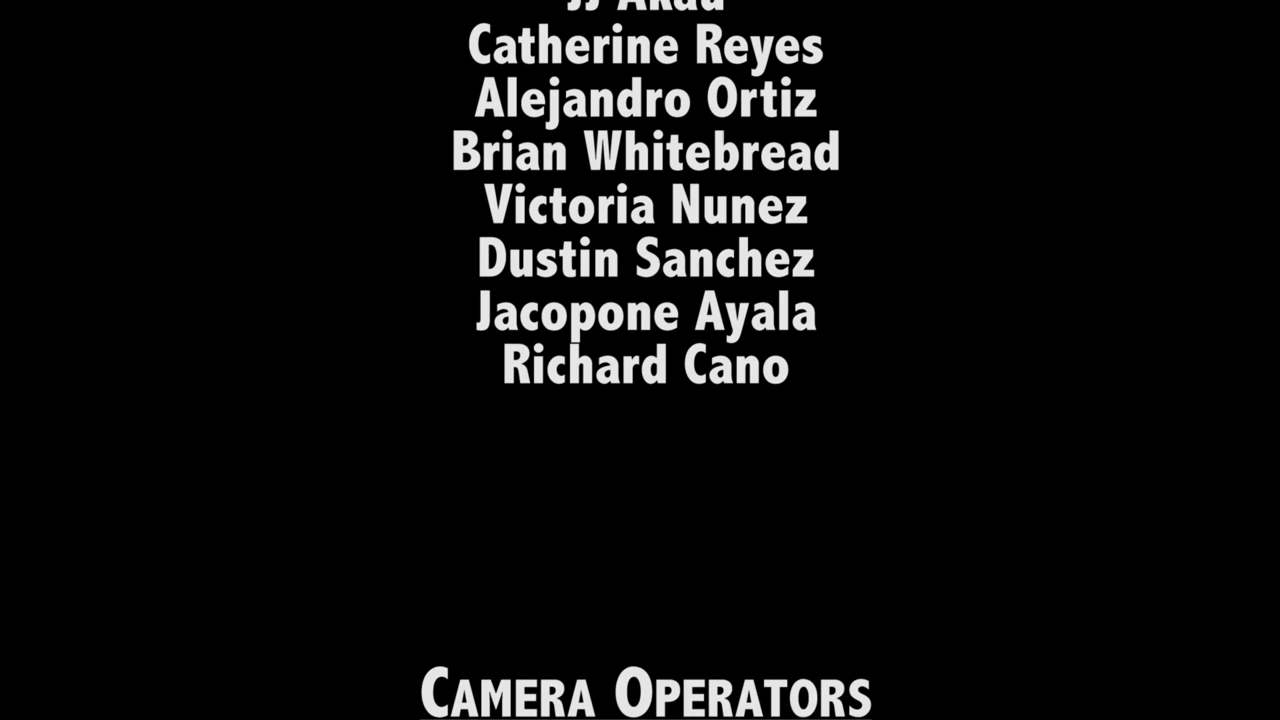 Catherine Reyes
Alejandro Ortiz
Brian Whitebread
Victoria Nunez
Dustin Sanchez
Jacopone Ayala
Richard Cano
CAMERA OPERATORS